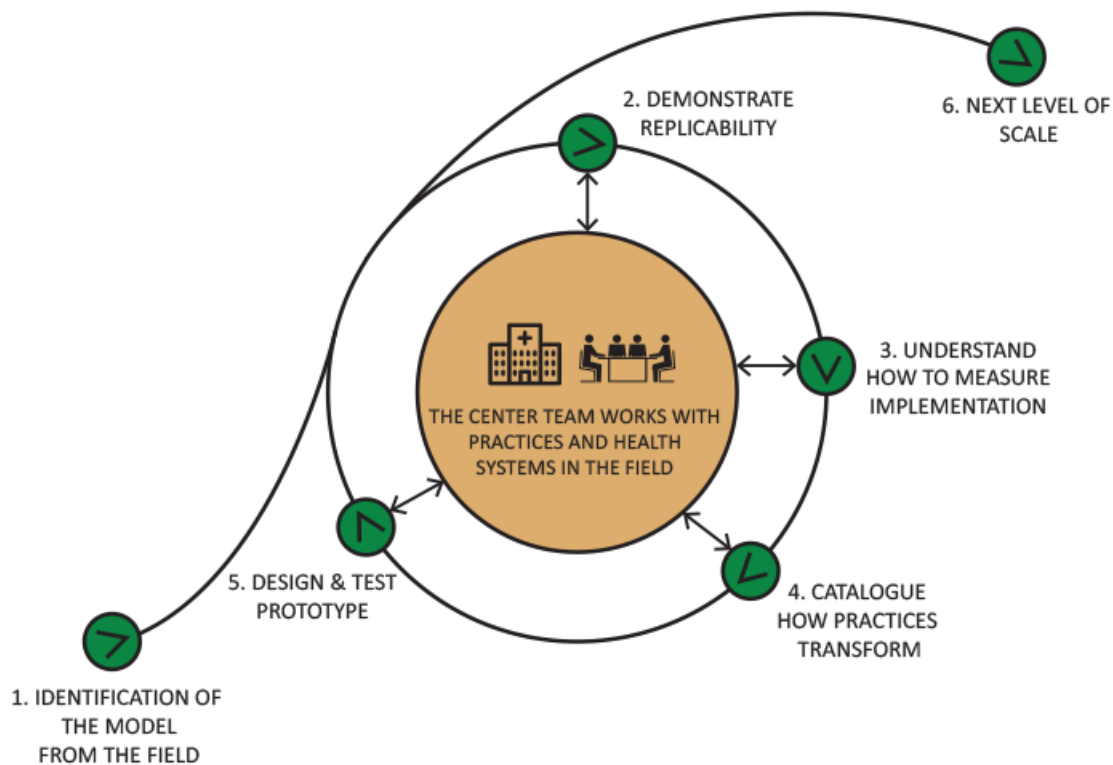 1. IDENTIFICATION OF
THE MODEL
FROM THE FIELD
2. DEMONSTRATE
REPLICABILITY
3. UNDERSTAND
HOW TO MEASURE
IMPLEMENTATION
4. CATALOGUE
HOW PRACTICES
TRANSFORM
5. DESIGN & TEST
PROTOTYPE
6. NEXT LEVEL OF
SCALE
THE CENTER TEAM WORKS WITH
PRACTICES AND HEALTH
SYSTEMS IN THE FIELD